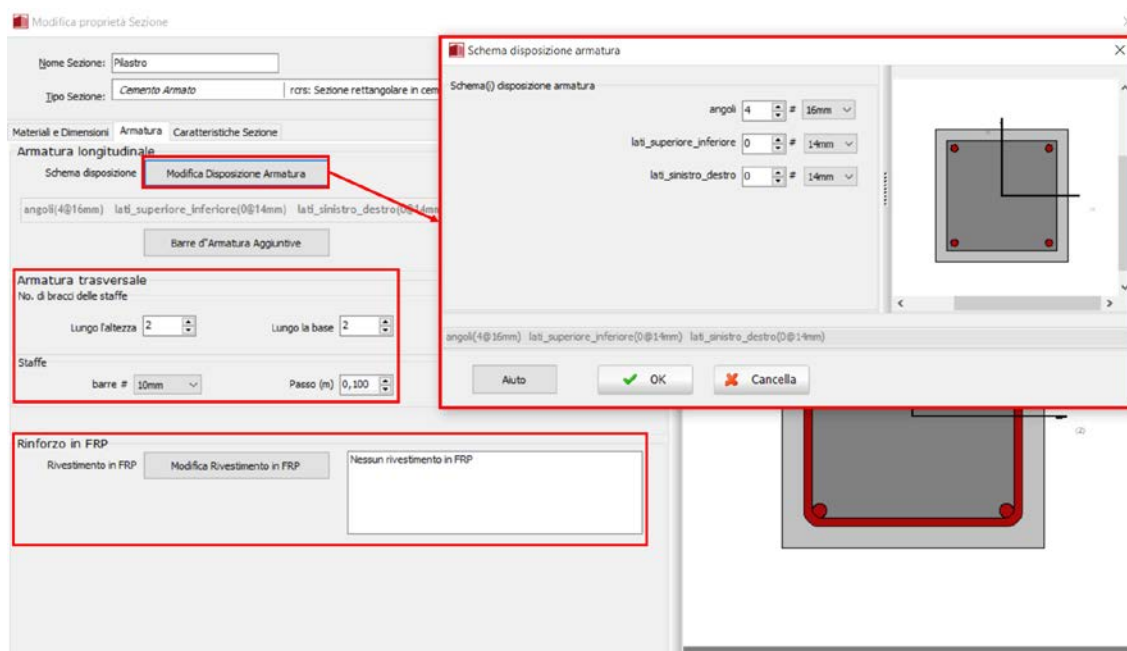 Modifica proprietà Sezione
Nome Sezione: Pilastro
Tipo Sezione: Cemento Armato rcrs: Sezione rettangolare in cem
Materiali e Dimensioni Armatura Caratteristiche Sezione
Armatura longitudinale
Schema disposizione Modifica Disposizione Armatura
angoli(4@16mm) lati_superiore_inferiore(0@14mm) lati_sinistro_destro(0@14mm
Barre d'Armatura Aggiuntive
Armatura trasversale
No. di bracci delle staffe
Lungo l'altezza 2 Lungo la base 2
Staffe
barre # 10mm Passo (m) 0,100
Rinforzo in FRP
Rivestimento in FRP Modifica Rivestimento in FRP Nessun rivestimento in FRP
Schema disposizione armatura
Schema(i) disposizione armatura
angoli 4 # 16mm
lati_superiore_inferiore 0 # 14mm
lati_sinistro_destro 0 # 14mm
angoli(4@16mm) lati_superiore_inferiore(0@14mm) lati_sinistro_destro(0@14mm)
Aiuto OK Cancella
(2)